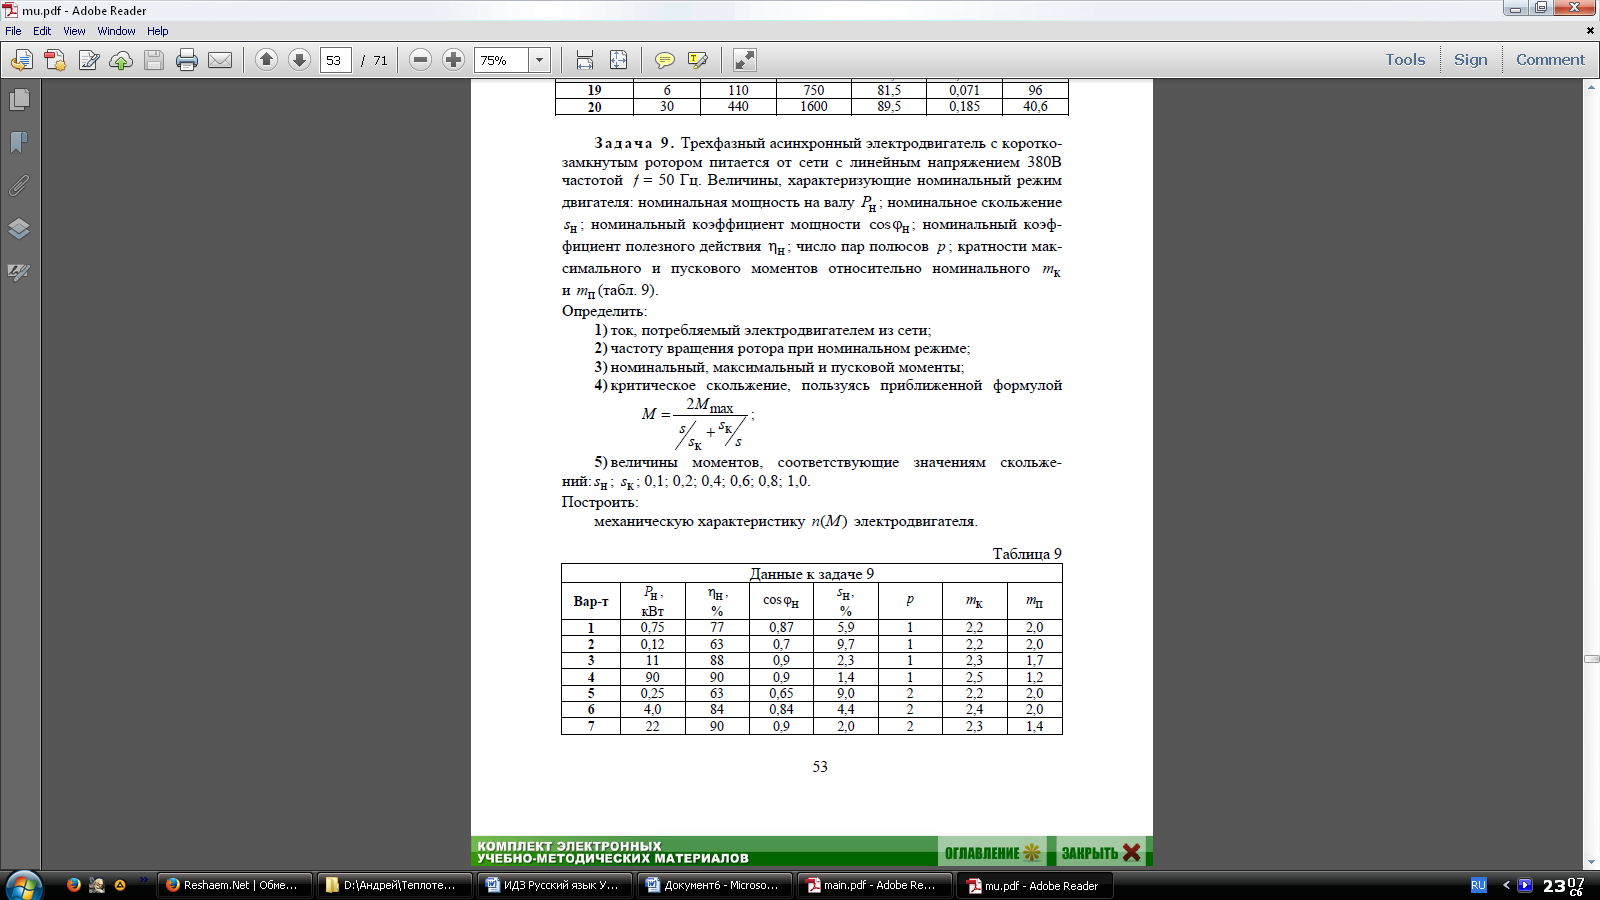 mu.pdf - Adobe Reader
File Edit View Window Help
53 / 71 75% Tools Sign Comment
19 6 110 750 81,5 0,071 96
20 30 440 1600 89,5 0,185 40,6
Задача 9. Трехфазный асинхронный электродвигатель с коротко-
замкнутым ротором питается от сети с линейным напряжением 380В
частотой f = 50 Гц. Величины, характеризующие номинальный режим
двигателя: номинальная мощность на валу Pн ; номинальное скольжение
sн ; номинальный коэффициент мощности cosφн ; номинальный коэф-
фициент полезного действия ηн ; число пар полюсов p ; кратности мак-
симального и пускового моментов относительно номинального mк
и mп (табл. 9).
Определить:
1) ток, потребляемый электродвигателем из сети;
2) частоту вращения ротора при номинальном режиме;
3) номинальный, максимальный и пусковой моменты;
4) критическое скольжение, пользуясь приближенной формулой
M = 2Mmax / (s/sк + sк/s) ;
5) величины моментов, соответствующие значениям скольже-
ний: sн ; sк ; 0,1; 0,2; 0,4; 0,6; 0,8; 1,0.
Построить:
механическую характеристику n(M) электродвигателя.
Таблица 9
Данные к задаче 9
Вар-т Pн , кВт ηн , % cosφн sн , % p mк mп
1 0,75 77 0,87 5,9 1 2,2 2,0
2 0,12 63 0,7 9,7 1 2,2 2,0
3 11 88 0,9 2,3 1 2,3 1,7
4 90 90 0,9 1,4 1 2,5 1,2
5 0,25 63 0,65 9,0 2 2,2 2,0
6 4,0 84 0,84 4,4 2 2,4 2,0
7 22 90 0,9 2,0 2 2,3 1,4
53
КОМПЛЕКТ ЭЛЕКТРОННЫХ
УЧЕБНО-МЕТОДИЧЕСКИХ МАТЕРИАЛОВ
ОГЛАВЛЕНИЕ ЗАКРЫТЬ
Reshaem.Net | Обме... D:\Андрей\Теплоте... ИДЗ Русский язык У... Документ6 - Microso... main.pdf - Adobe Re... mu.pdf - Adobe Reader RU 23 07 Сб